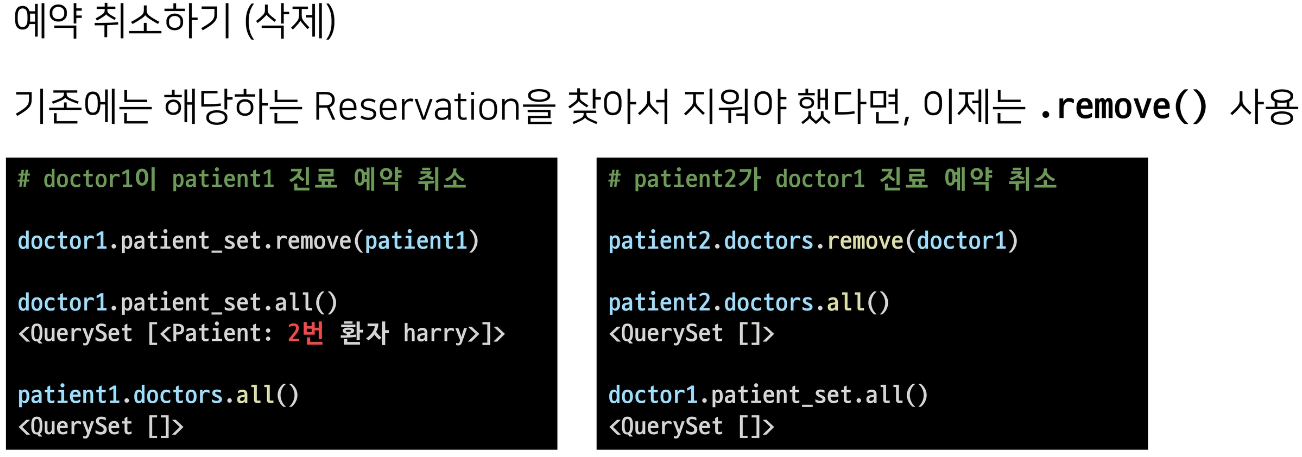 예약 취소하기 (삭제)
기존에는 해당하는 Reservation을 찾아서 지워야 했다면, 이제는 .remove() 사용
# doctor1이 patient1 진료 예약 취소
doctor1.patient_set.remove(patient1)
doctor1.patient_set.all()
<QuerySet [<Patient: 2번 환자 harry>]>
patient1.doctors.all()
<QuerySet []>
# patient2가 doctor1 진료 예약 취소
patient2.doctors.remove(doctor1)
patient2.doctors.all()
<QuerySet []>
doctor1.patient_set.all()
<QuerySet []>